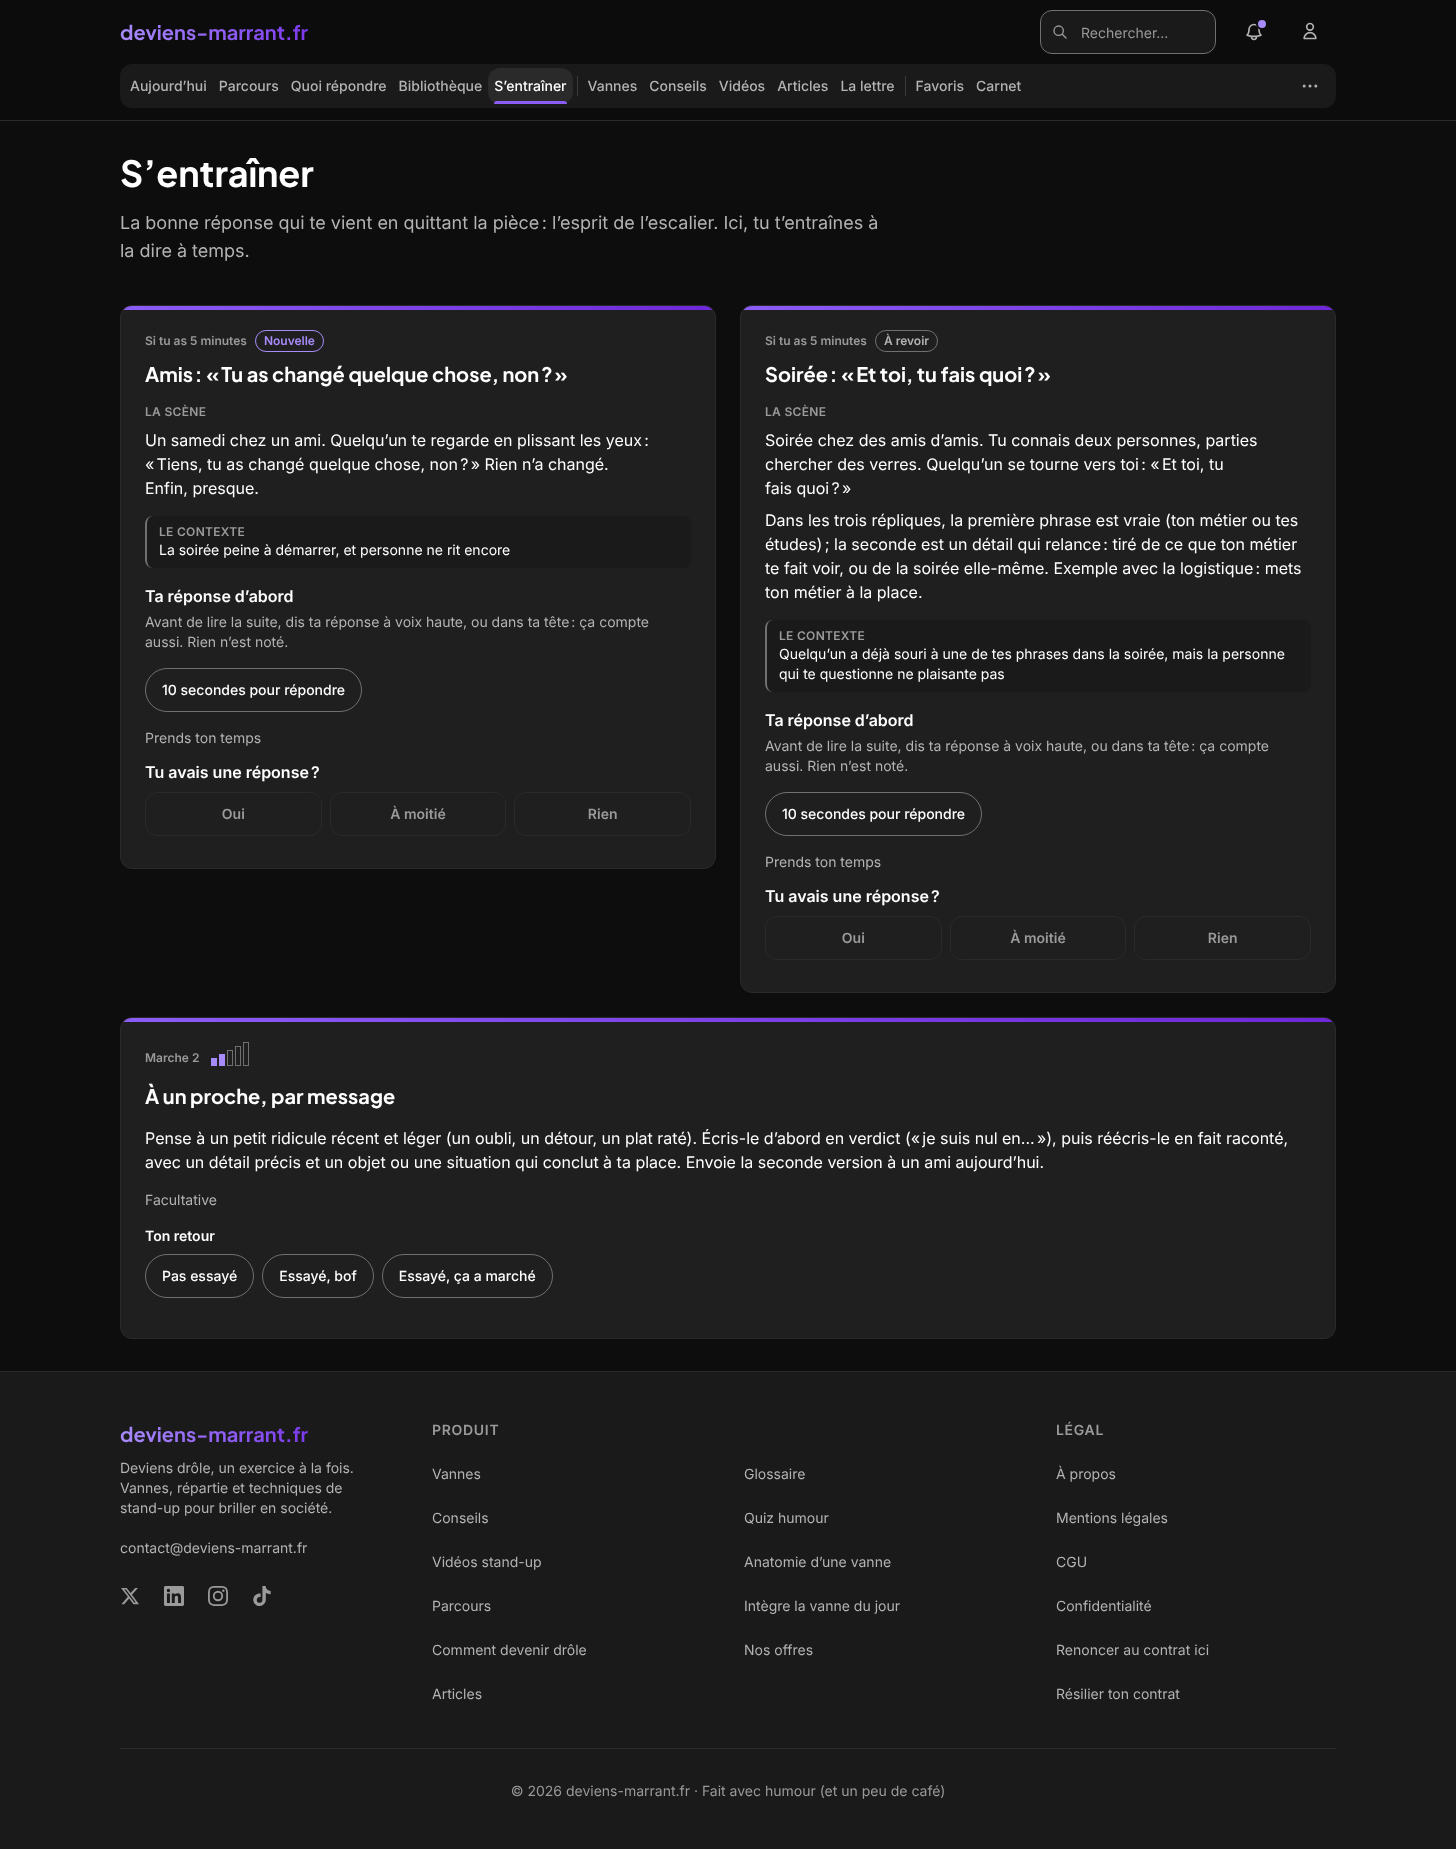 deviens-marrant.fr
Rechercher…
Aujourd’hui Parcours Quoi répondre Bibliothèque S’entraîner Vannes Conseils Vidéos Articles La lettre Favoris Carnet
S’entraîner
La bonne réponse qui te vient en quittant la pièce : l’esprit de l’escalier. Ici, tu t’entraînes à
la dire à temps.
Si tu as 5 minutes Nouvelle
Amis : « Tu as changé quelque chose, non ? »
LA SCÈNE
Un samedi chez un ami. Quelqu’un te regarde en plissant les yeux :
« Tiens, tu as changé quelque chose, non ? » Rien n’a changé.
Enfin, presque.
LE CONTEXTE
La soirée peine à démarrer, et personne ne rit encore
Ta réponse d’abord
Avant de lire la suite, dis ta réponse à voix haute, ou dans ta tête : ça compte
aussi. Rien n’est noté.
10 secondes pour répondre
Prends ton temps
Tu avais une réponse ?
Oui À moitié Rien
Si tu as 5 minutes À revoir
Soirée : « Et toi, tu fais quoi ? »
LA SCÈNE
Soirée chez des amis d’amis. Tu connais deux personnes, parties
chercher des verres. Quelqu’un se tourne vers toi : « Et toi, tu
fais quoi ? »
Dans les trois répliques, la première phrase est vraie (ton métier ou tes
études) ; la seconde est un détail qui relance : tiré de ce que ton métier
te fait voir, ou de la soirée elle-même. Exemple avec la logistique : mets
ton métier à la place.
LE CONTEXTE
Quelqu’un a déjà souri à une de tes phrases dans la soirée, mais la personne
qui te questionne ne plaisante pas
Ta réponse d’abord
Avant de lire la suite, dis ta réponse à voix haute, ou dans ta tête : ça compte
aussi. Rien n’est noté.
10 secondes pour répondre
Prends ton temps
Tu avais une réponse ?
Oui À moitié Rien
Marche 2
À un proche, par message
Pense à un petit ridicule récent et léger (un oubli, un détour, un plat raté). Écris-le d’abord en verdict (« je suis nul en… »), puis réécris-le en fait raconté,
avec un détail précis et un objet ou une situation qui conclut à ta place. Envoie la seconde version à un ami aujourd’hui.
Facultative
Ton retour
Pas essayé Essayé, bof Essayé, ça a marché
deviens-marrant.fr
Deviens drôle, un exercice à la fois.
Vannes, répartie et techniques de
stand-up pour briller en société.
contact@deviens-marrant.fr
PRODUIT
Vannes
Conseils
Vidéos stand-up
Parcours
Comment devenir drôle
Articles
Glossaire
Quiz humour
Anatomie d’une vanne
Intègre la vanne du jour
Nos offres
LÉGAL
À propos
Mentions légales
CGU
Confidentialité
Renoncer au contrat ici
Résilier ton contrat
© 2026 deviens-marrant.fr · Fait avec humour (et un peu de café)